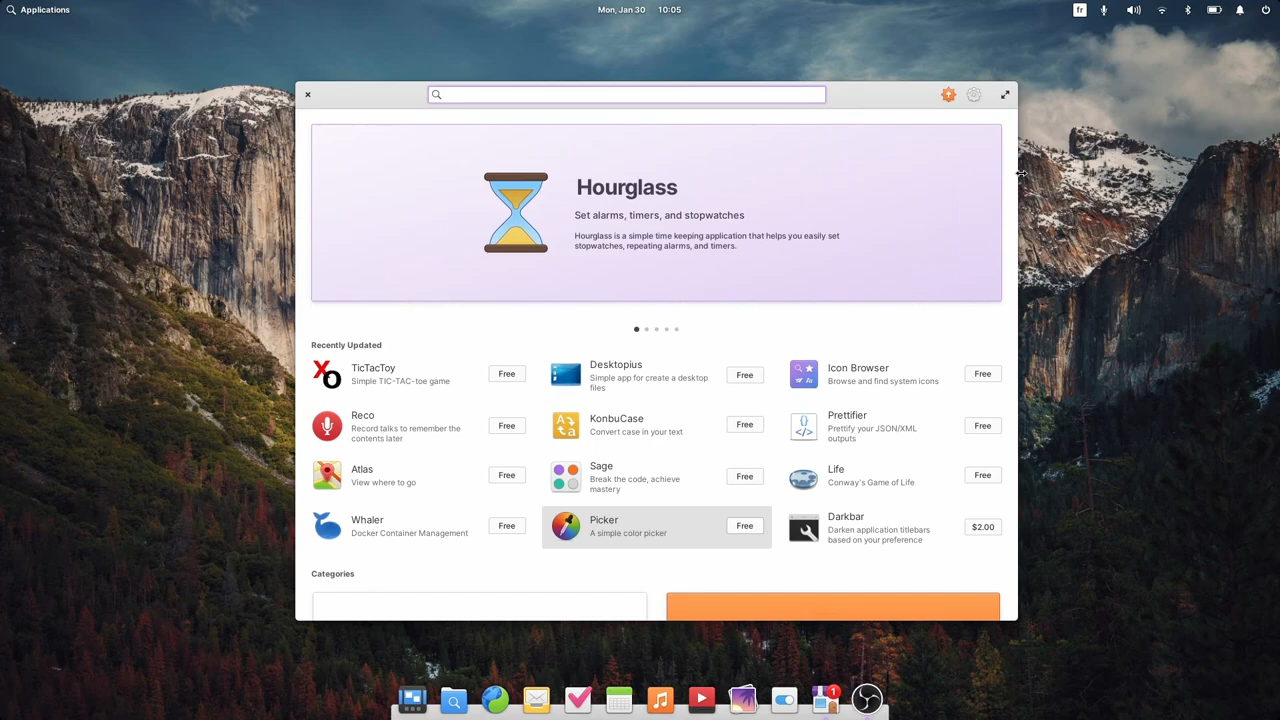 Applications
Mon, Jan 30 10:05
fr
Hourglass
Set alarms, timers, and stopwatches
Hourglass is a simple time keeping application that helps you easily set
stopwatches, repeating alarms, and timers.
Recently Updated
TicTacToy
Simple TIC-TAC-toe game
Free
Desktopius
Simple app for create a desktop
files
Free
Icon Browser
Browse and find system icons
Free
Reco
Record talks to remember the
contents later
Free
KonbuCase
Convert case in your text
Free
Prettifier
Prettify your JSON/XML
outputs
Free
Atlas
View where to go
Free
Sage
Break the code, achieve
mastery
Free
Life
Conway's Game of Life
Free
Whaler
Docker Container Management
Free
Picker
A simple color picker
Free
Darkbar
Darken application titlebars
based on your preference
$2.00
Categories
1